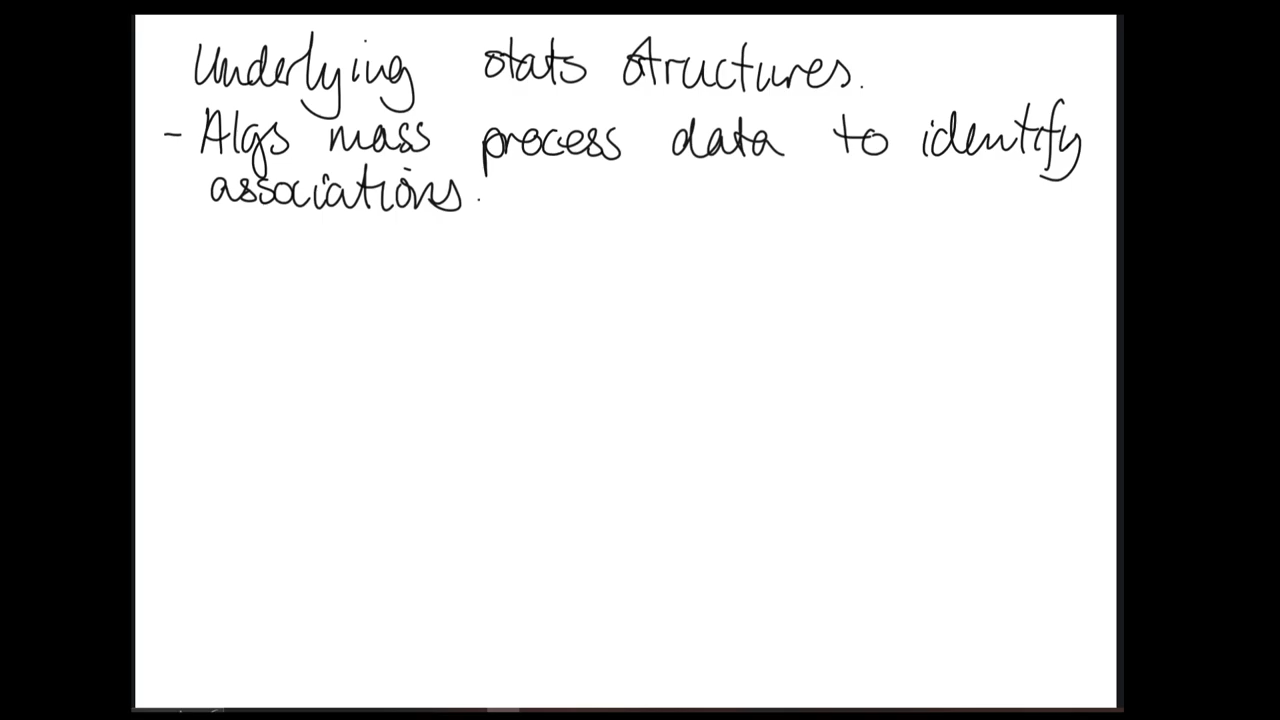 Underlying stats structures.
- Algs mass process data to identify
associations.